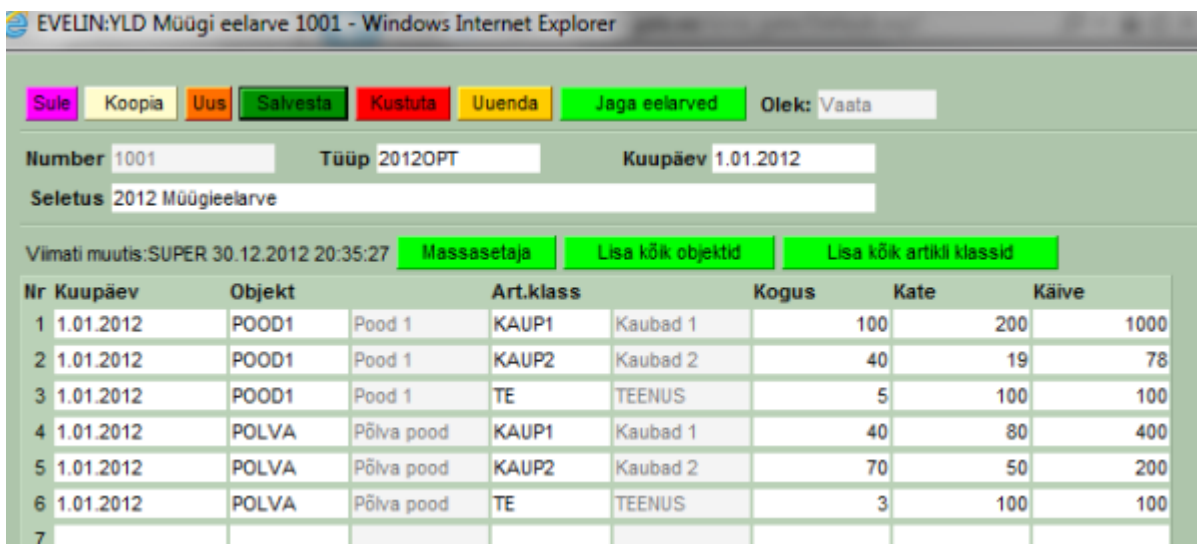 EVELIN:YLD Müügi eelarve 1001 - Windows Internet Explorer
Sule Koopia Uus Salvesta Kustuta Uuenda Jaga eelarved Olek: Vaata
Number 1001 Tüüp 2012OPT Kuupäev 1.01.2012
Seletus 2012 Müügieelarve
Viimati muutis:SUPER 30.12.2012 20:35:27 Massasetaja Lisa kõik objektid Lisa kõik artikli klassid
Nr Kuupäev Objekt Art.klass Kogus Kate Käive
1 1.01.2012 POOD1 Pood 1 KAUP1 Kaubad 1 100 200 1000
2 1.01.2012 POOD1 Pood 1 KAUP2 Kaubad 2 40 19 78
3 1.01.2012 POOD1 Pood 1 TE TEENUS 5 100 100
4 1.01.2012 POLVA Põlva pood KAUP1 Kaubad 1 40 80 400
5 1.01.2012 POLVA Põlva pood KAUP2 Kaubad 2 70 50 200
6 1.01.2012 POLVA Põlva pood TE TEENUS 3 100 100
7